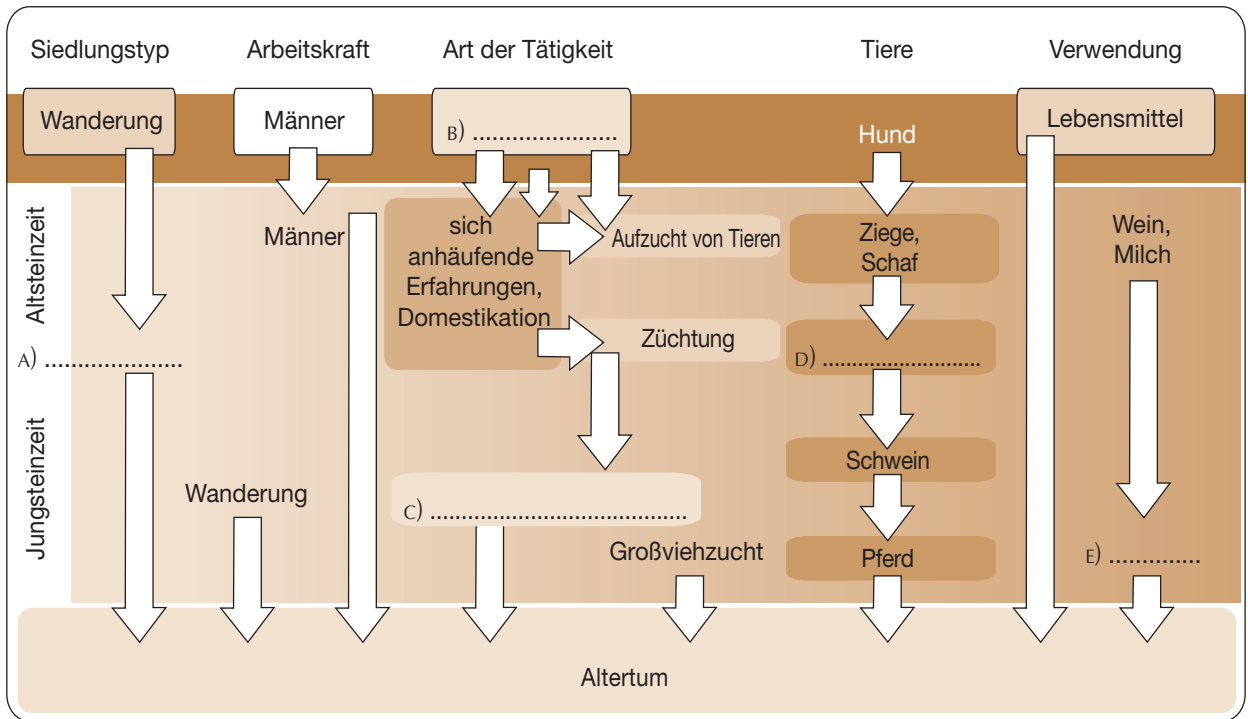 Siedlungstyp
Arbeitskraft
Art der Tätigkeit
Tiere
Verwendung
Wanderung
Männer
B) ......................
Hund
Lebensmittel
Altsteinzeit
Männer
sich
anhäufende
Erfahrungen,
Domestikation
Aufzucht von Tieren
Ziege,
Schaf
Wein,
Milch
A) .....................
Züchtung
D) ........................
Jungsteinzeit
Wanderung
C) .......................................
Schwein
Großviehzucht
Pferd
E) ..............
Altertum